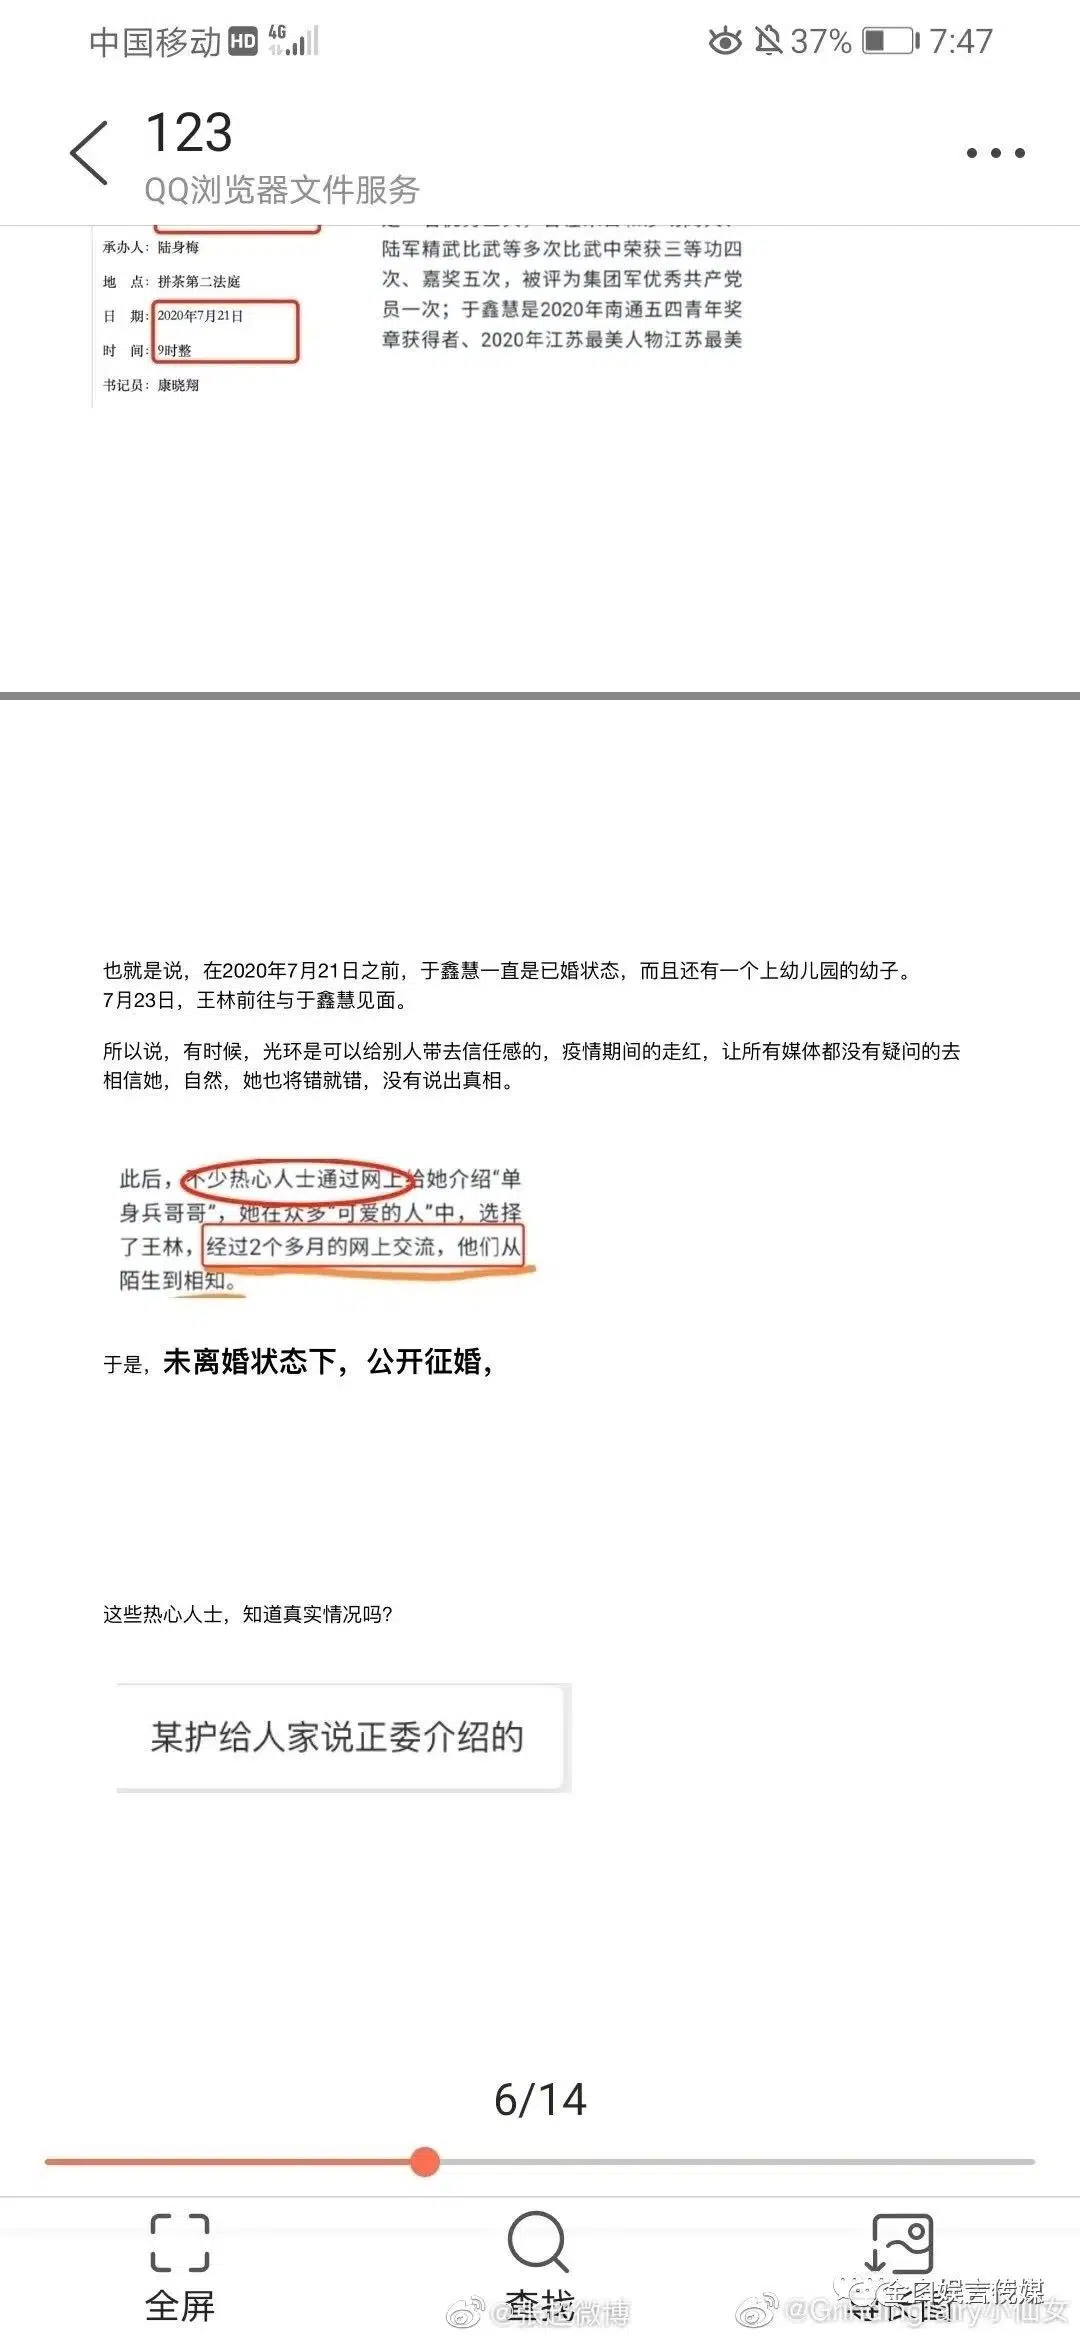 中国移动 HD 4G 37% 7:47
123
QQ浏览器文件服务
承办人：陆身梅
地 点：拼茶第二法庭
日 期：2020年7月21日
时 间：9时整
书记员：康晓翔
陆军精武比武等多次比武中荣获三等功四
次、嘉奖五次，被评为集团军优秀共产党
员一次；于鑫慧是2020年南通五四青年奖
章获得者、2020年江苏最美人物江苏最美
也就是说，在2020年7月21日之前，于鑫慧一直是已婚状态，而且还有一个上幼儿园的幼子。
7月23日，王林前往与于鑫慧见面。
所以说，有时候，光环是可以给别人带去信任感的，疫情期间的走红，让所有媒体都没有疑问的去
相信她，自然，她也将错就错，没有说出真相。
此后，不少热心人士通过网上给她介绍“单
身兵哥哥”，她在众多“可爱的人”中，选择
了王林，经过2个多月的网上交流，他们从
陌生到相知。
于是，未离婚状态下，公开征婚，
这些热心人士，知道真实情况吗？
某护给人家说正委介绍的
6/14
全屏
查找
@张超微博
金图娱言传媒
小仙女